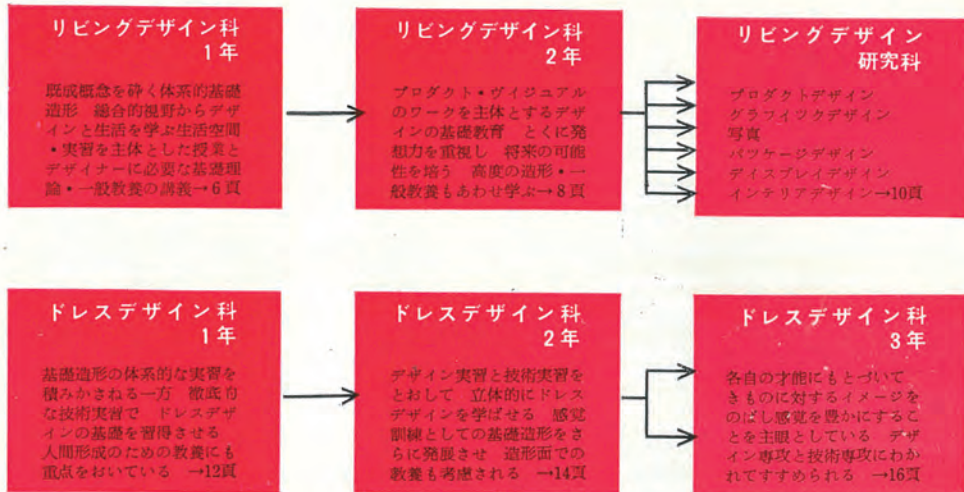 リビングデザイン科
1年
既成概念を砕く体系的基礎
造形　総合的視野からデザ
インと生活を学ぶ生活空間
・実習を主体とした授業と
デザイナーに必要な基礎理
論・一般教養の講義→6頁
リビングデザイン科
2年
プロダクト・ヴイジユアル
のワークを主体とするデザ
インの基礎教育　とくに発
想力を重視し　将来の可能
性を培う　高度の造形・一
般教養もあわせ学ぶ→8頁
リビングデザイン
研究科
プロダクトデザイン
グラフイツクデザイン
写真
パツケージデザイン
デイスプレイデザイン
インテリアデザイン→10頁
ドレスデザイン科
1年
基礎造形の体系的な実習を
積みかさねる一方　徹底的
な技術実習で　ドレスデザ
インの基礎を習得させる
人間形成のための教養にも
重点をおいている　→12頁
ドレスデザイン科
2年
デザイン実習と技術実習を
とおして　立体的にドレス
デザインを学ばせる　感覚
訓練としての基礎造形をさ
らに発展させ　造形面での
教養も考慮される　→14頁
ドレスデザイン科
3年
各自の才能にもとづいて
きものに対するイメージを
のばし感覚を豊かにするこ
とを主眼としている　デザ
イン専攻と技術専攻にわか
れてすすめられる　→16頁